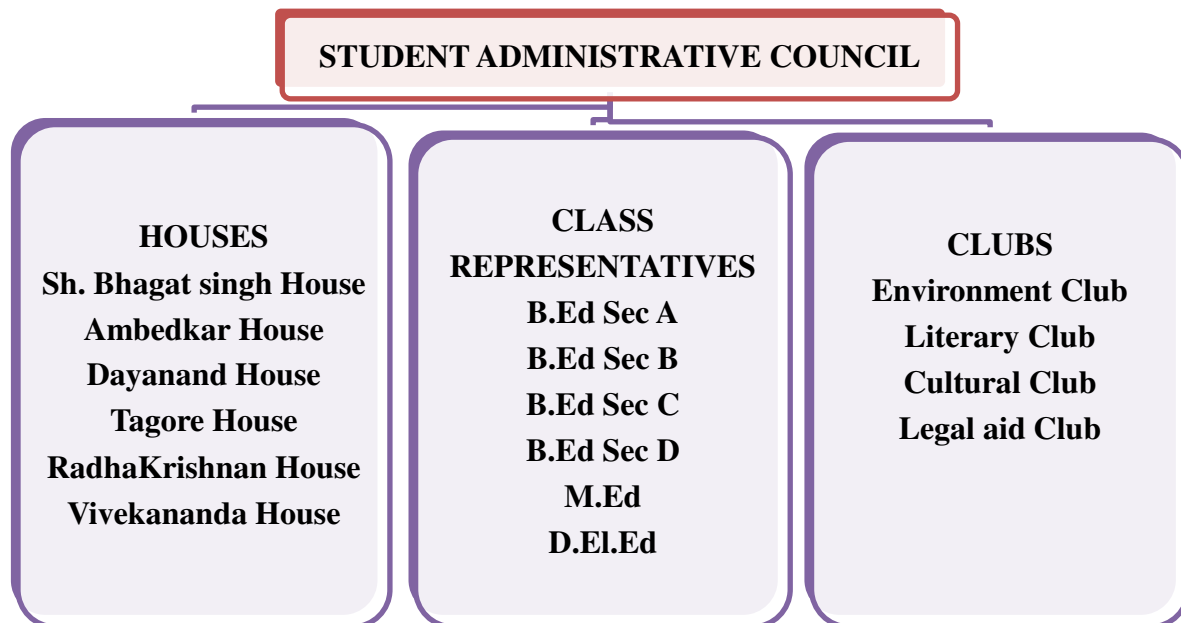 STUDENT ADMINISTRATIVE COUNCIL
HOUSES
Sh. Bhagat singh House
Ambedkar House
Dayanand House
Tagore House
RadhaKrishnan House
Vivekananda House
CLASS
REPRESENTATIVES
B.Ed Sec A
B.Ed Sec B
B.Ed Sec C
B.Ed Sec D
M.Ed
D.El.Ed
CLUBS
Environment Club
Literary Club
Cultural Club
Legal aid Club